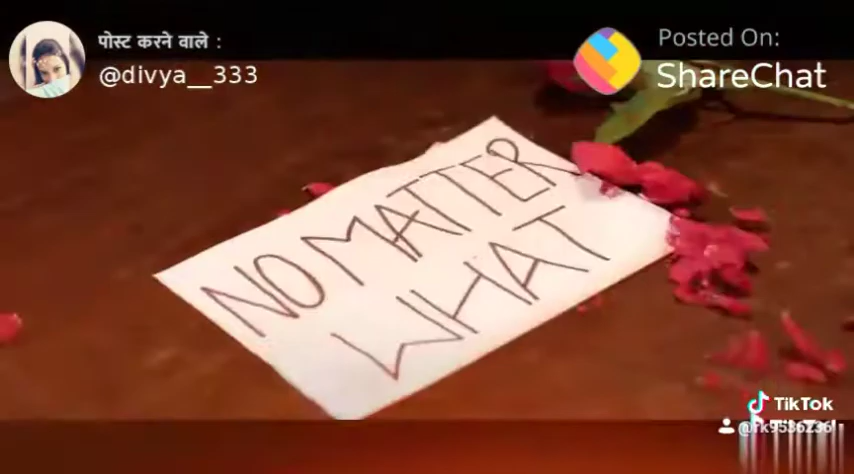 पोस्ट करने वाले :
@divya__333
Posted On:
ShareChat
NO MATTER
WHAT
TikTok